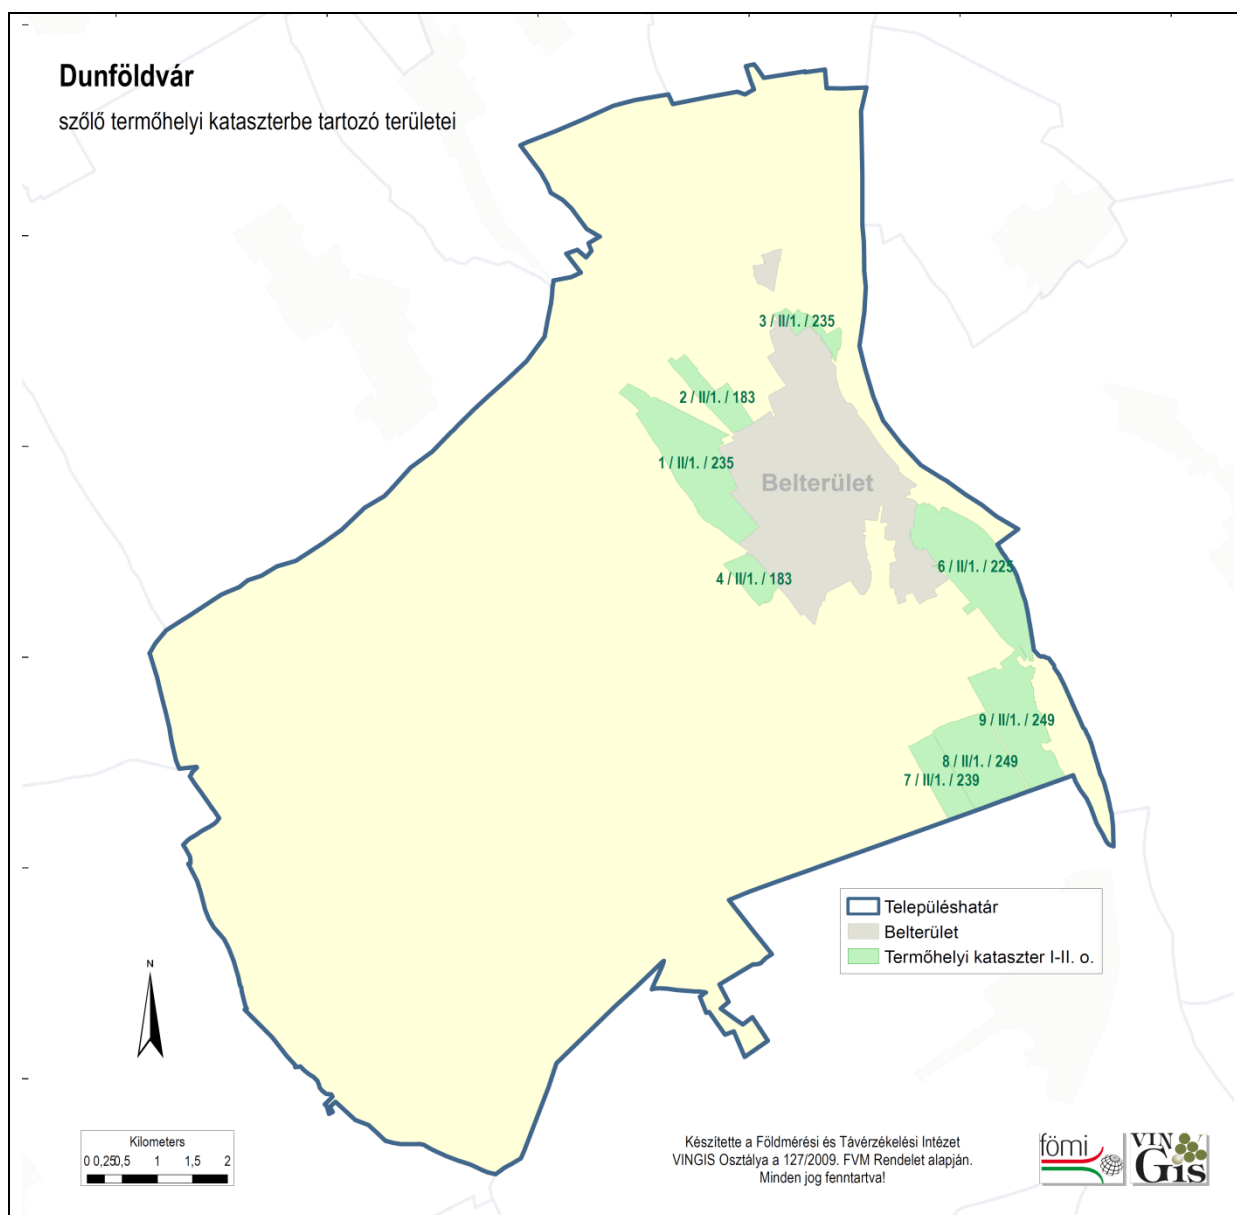 Dunföldvár
szőlő termőhelyi kataszterbe tartozó területei
3 / II/1. / 235
2 / II/1. / 183
1 / II/1. / 235
Belterület
4 / II/1. / 183
6 / II/1. / 225
9 / II/1. / 249
8 / II/1. / 249
7 / II/1. / 239
Településhatár
Belterület
Termőhelyi kataszter I-II. o.
N
Kilometers
0 0,25 0,5 1 1,5 2
Készítette a Földmérési és Távérzékelési Intézet
VINGIS Osztálya a 127/2009. FVM Rendelet alapján.
Minden jog fenntartva!
fömi
VIN
Gis